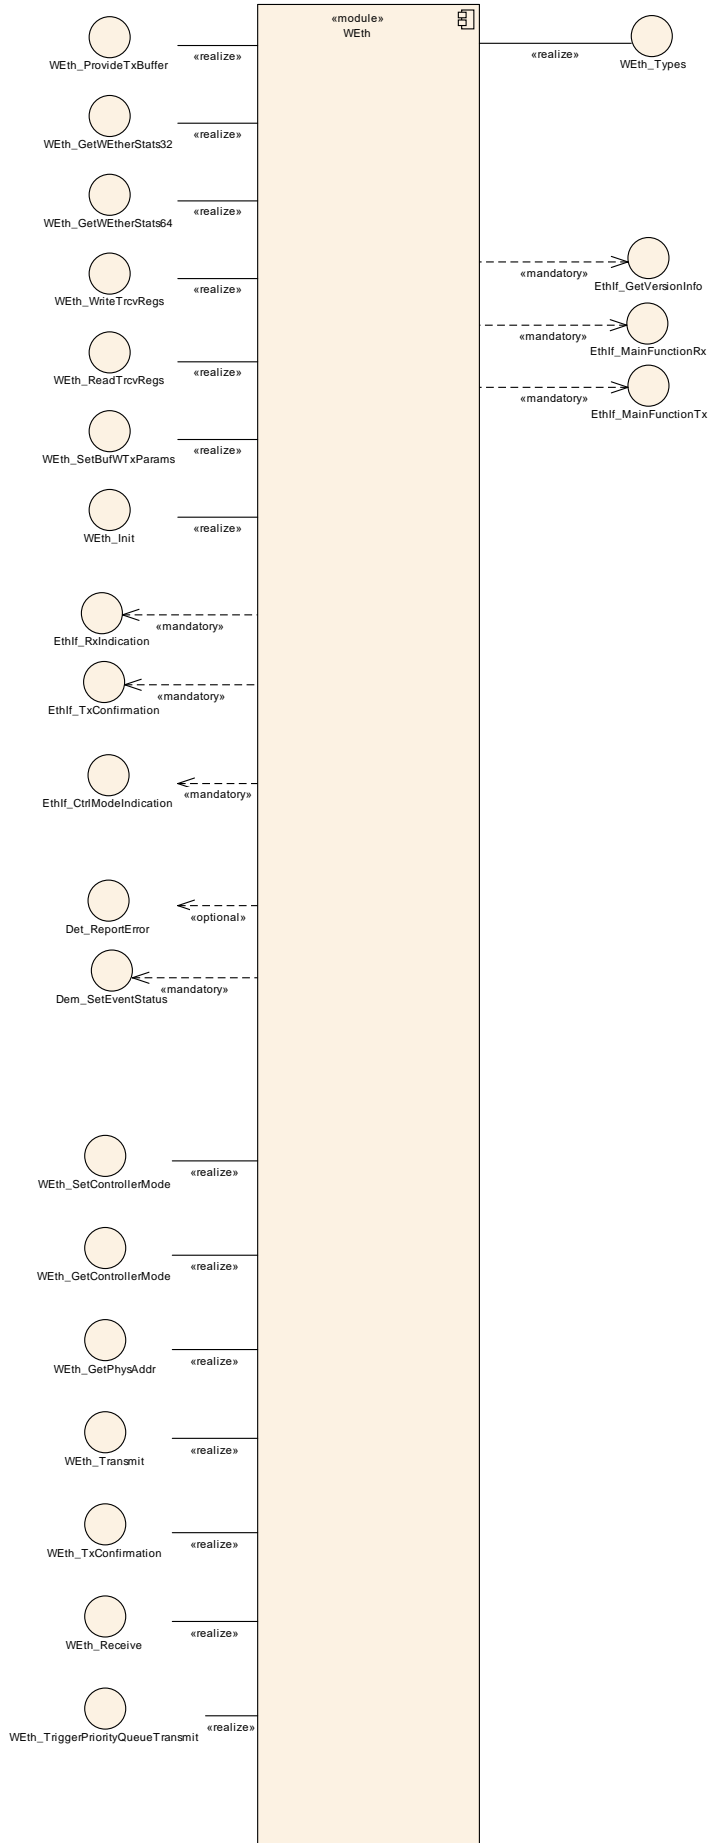 «module»
WEth
WEth_ProvideTxBuffer
«realize»
«realize»
WEth_Types
WEth_GetWEtherStats32
«realize»
WEth_GetWEtherStats64
«realize»
EthIf_GetVersionInfo
«mandatory»
WEth_WriteTrcvRegs
«realize»
EthIf_MainFunctionRx
«mandatory»
WEth_ReadTrcvRegs
«realize»
EthIf_MainFunctionTx
«mandatory»
WEth_SetBufWTxParams
«realize»
WEth_Init
«realize»
EthIf_RxIndication
«mandatory»
EthIf_TxConfirmation
«mandatory»
EthIf_CtrlModeIndication
«mandatory»
Det_ReportError
«optional»
Dem_SetEventStatus
«mandatory»
WEth_SetControllerMode
«realize»
WEth_GetControllerMode
«realize»
WEth_GetPhysAddr
«realize»
WEth_Transmit
«realize»
WEth_TxConfirmation
«realize»
WEth_Receive
«realize»
WEth_TriggerPriorityQueueTransmit
«realize»